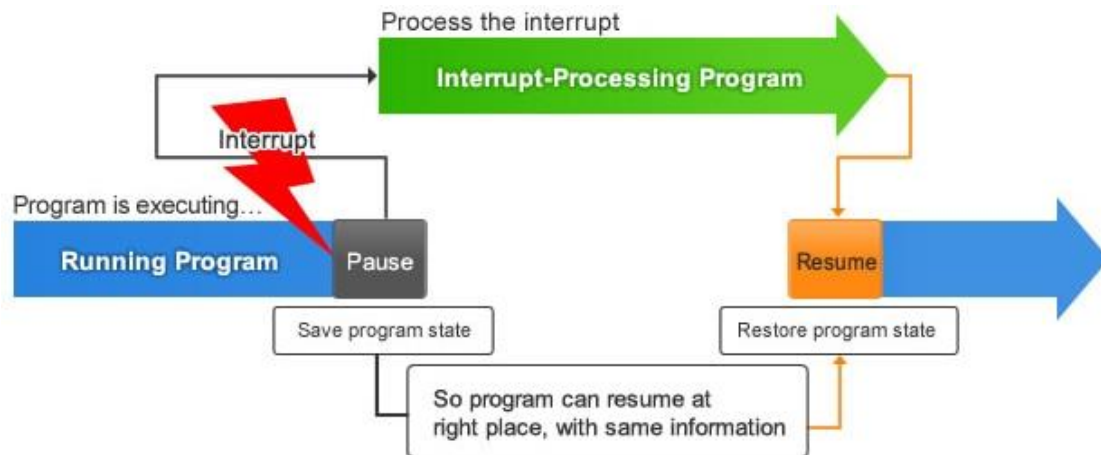 Process the interrupt
Interrupt-Processing Program
Interrupt
Program is executing...
Running Program
Pause
Resume
Save program state
Restore program state
So program can resume at
right place, with same information